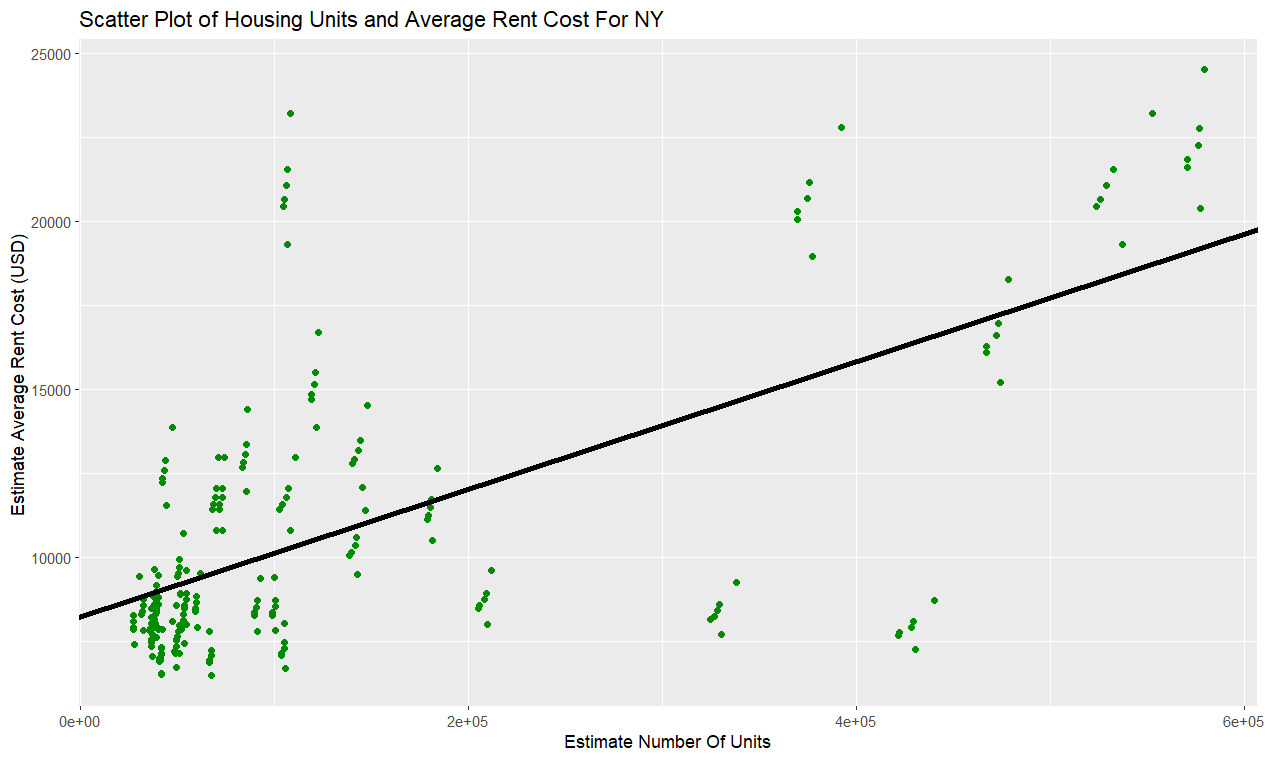 Scatter Plot of Housing Units and Average Rent Cost For NY
Estimate Average Rent Cost (USD)
25000
20000
15000
10000
0e+00
2e+05
4e+05
6e+05
Estimate Number Of Units